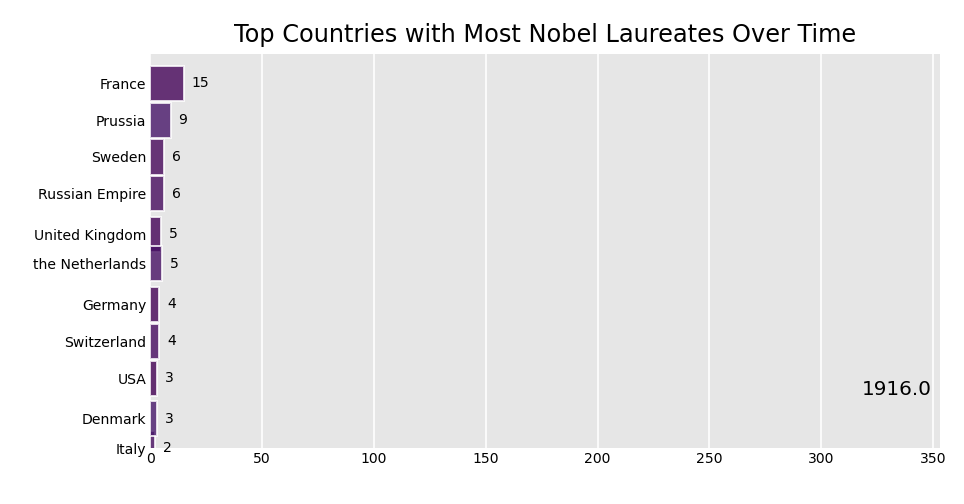 Top Countries with Most Nobel Laureates Over Time
France 15
Prussia 9
Sweden 6
Russian Empire 6
United Kingdom 5
the Netherlands 5
Germany 4
Switzerland 4
USA 3
1916.0
Denmark 3
Italy 2
0 50 100 150 200 250 300 350